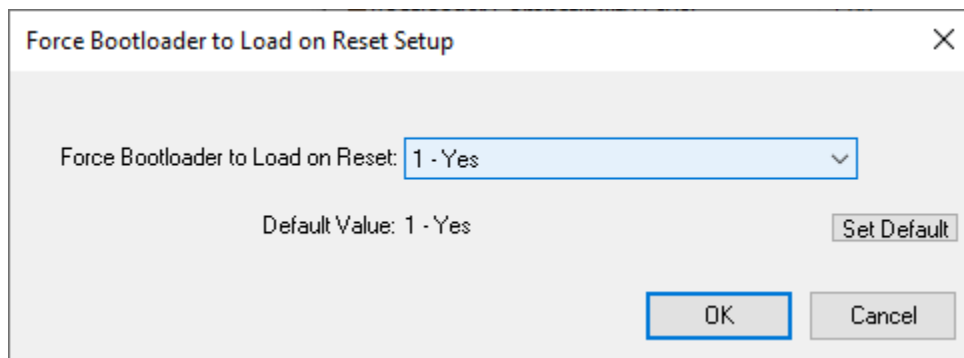 Force Bootloader to Load on Reset Setup
Force Bootloader to Load on Reset: 1 - Yes
Default Value: 1 - Yes
Set Default
OK
Cancel